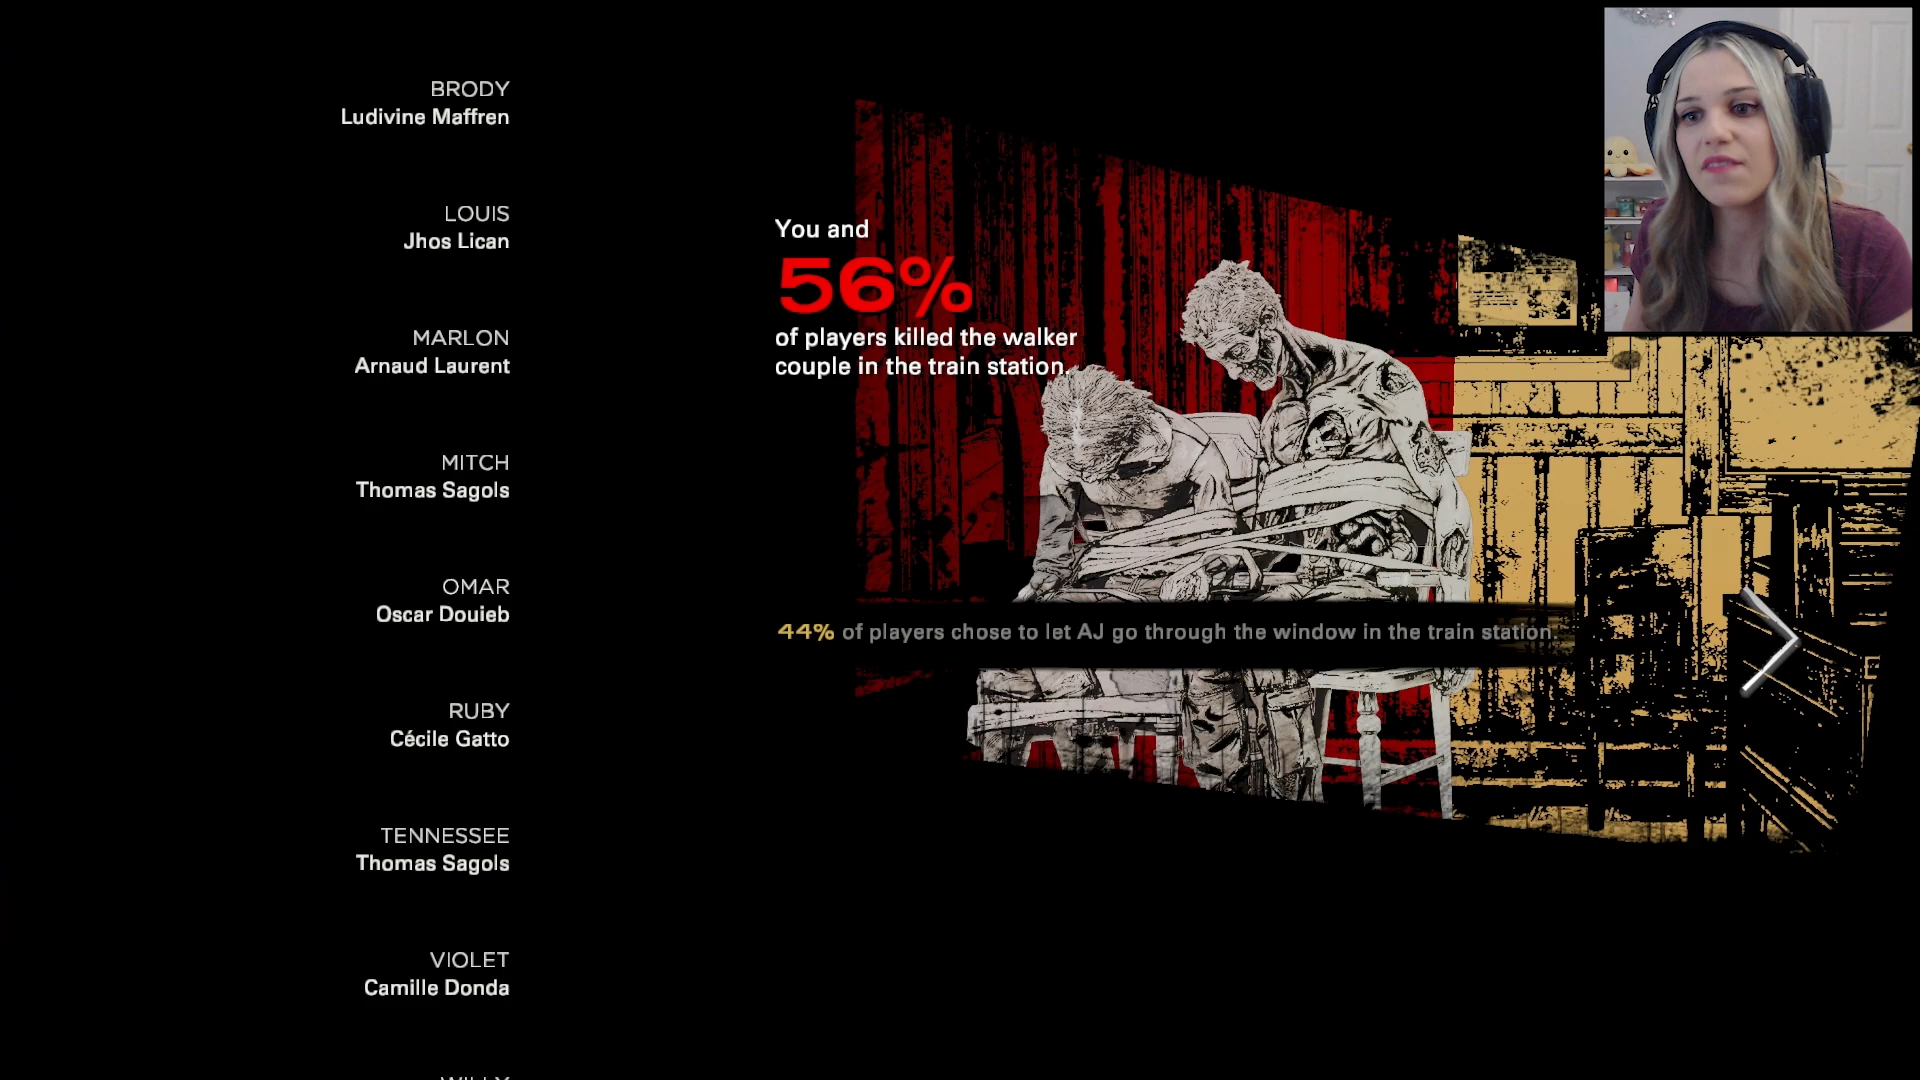 BRODY
Ludivine Maffren
LOUIS
Jhos Lican
MARLON
Arnaud Laurent
MITCH
Thomas Sagols
OMAR
Oscar Douieb
RUBY
Cécile Gatto
TENNESSEE
Thomas Sagols
VIOLET
Camille Donda
You and
56%
of players killed the walker
couple in the train station.
44% of players chose to let AJ go through the window in the train station.